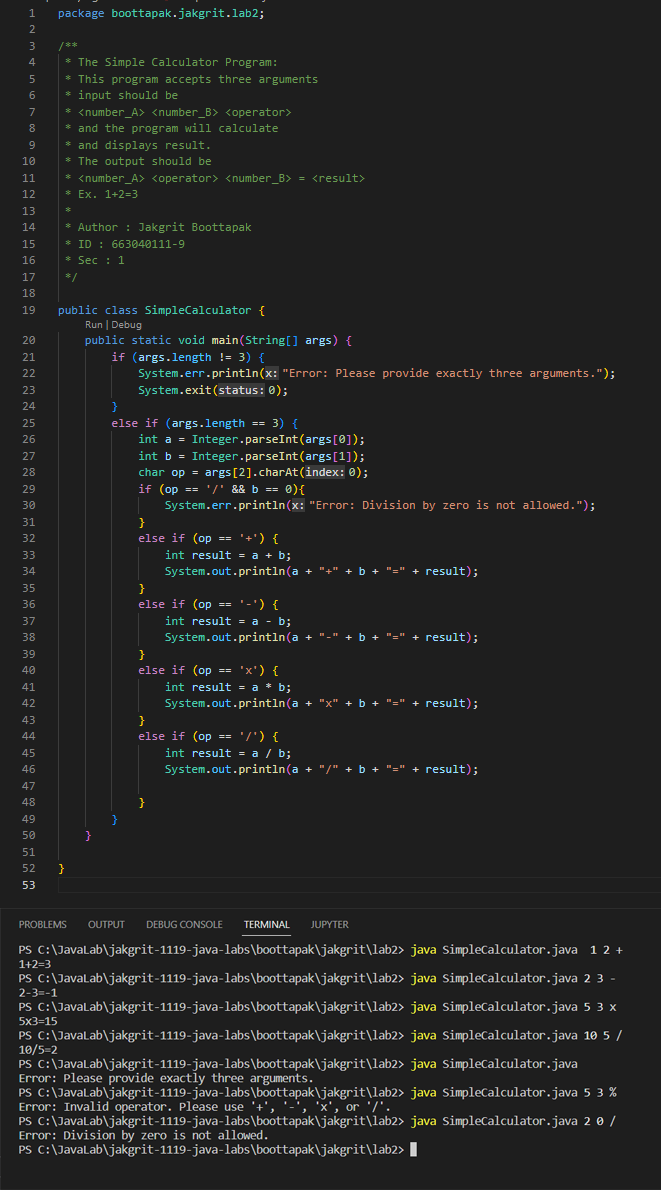 1 package boottapak.jakgrit.lab2;
2
3 /**
4 * The Simple Calculator Program:
5 * This program accepts three arguments
6 * input should be
7 * <number_A> <number_B> <operator>
8 * and the program will calculate
9 * and displays result.
10 * The output should be
11 * <number_A> <operator> <number_B> = <result>
12 * Ex. 1+2=3
13 *
14 * Author : Jakgrit Boottapak
15 * ID : 663040111-9
16 * Sec : 1
17 */
18
19 public class SimpleCalculator {
Run | Debug
20 public static void main(String[] args) {
21 if (args.length != 3) {
22 System.err.println(x: "Error: Please provide exactly three arguments.");
23 System.exit(status: 0);
24 }
25 else if (args.length == 3) {
26 int a = Integer.parseInt(args[0]);
27 int b = Integer.parseInt(args[1]);
28 char op = args[2].charAt(index: 0);
29 if (op == '/' && b == 0){
30 System.err.println(x: "Error: Division by zero is not allowed.");
31 }
32 else if (op == '+') {
33 int result = a + b;
34 System.out.println(a + "+" + b + "=" + result);
35 }
36 else if (op == '-') {
37 int result = a - b;
38 System.out.println(a + "-" + b + "=" + result);
39 }
40 else if (op == 'x') {
41 int result = a * b;
42 System.out.println(a + "x" + b + "=" + result);
43 }
44 else if (op == '/') {
45 int result = a / b;
46 System.out.println(a + "/" + b + "=" + result);
47
48 }
49 }
50 }
51
52 }
53
PROBLEMS OUTPUT DEBUG CONSOLE TERMINAL JUPYTER
PS C:\JavaLab\jakgrit-1119-java-labs\boottapak\jakgrit\lab2> java SimpleCalculator.java  1 2 +
1+2=3
PS C:\JavaLab\jakgrit-1119-java-labs\boottapak\jakgrit\lab2> java SimpleCalculator.java 2 3 -
2-3=-1
PS C:\JavaLab\jakgrit-1119-java-labs\boottapak\jakgrit\lab2> java SimpleCalculator.java 5 3 x
5x3=15
PS C:\JavaLab\jakgrit-1119-java-labs\boottapak\jakgrit\lab2> java SimpleCalculator.java 10 5 /
10/5=2
PS C:\JavaLab\jakgrit-1119-java-labs\boottapak\jakgrit\lab2> java SimpleCalculator.java
Error: Please provide exactly three arguments.
PS C:\JavaLab\jakgrit-1119-java-labs\boottapak\jakgrit\lab2> java SimpleCalculator.java 5 3 %
Error: Invalid operator. Please use '+', '-', 'x', or '/'.
PS C:\JavaLab\jakgrit-1119-java-labs\boottapak\jakgrit\lab2> java SimpleCalculator.java 2 0 /
Error: Division by zero is not allowed.
PS C:\JavaLab\jakgrit-1119-java-labs\boottapak\jakgrit\lab2>